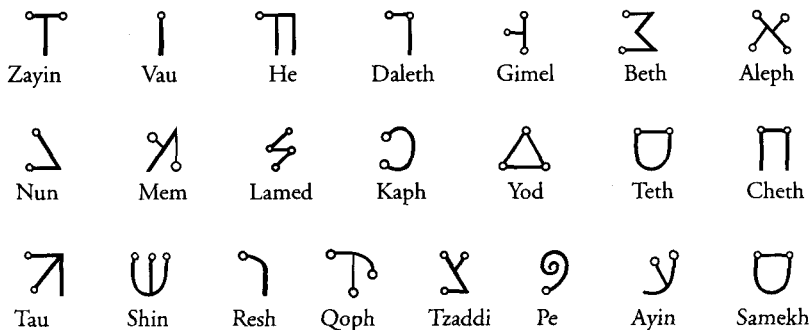 Zayin Vau He Daleth Gimel Beth Aleph
Nun Mem Lamed Kaph Yod Teth Cheth
Tau Shin Resh Qoph Tzaddi Pe Ayin Samekh